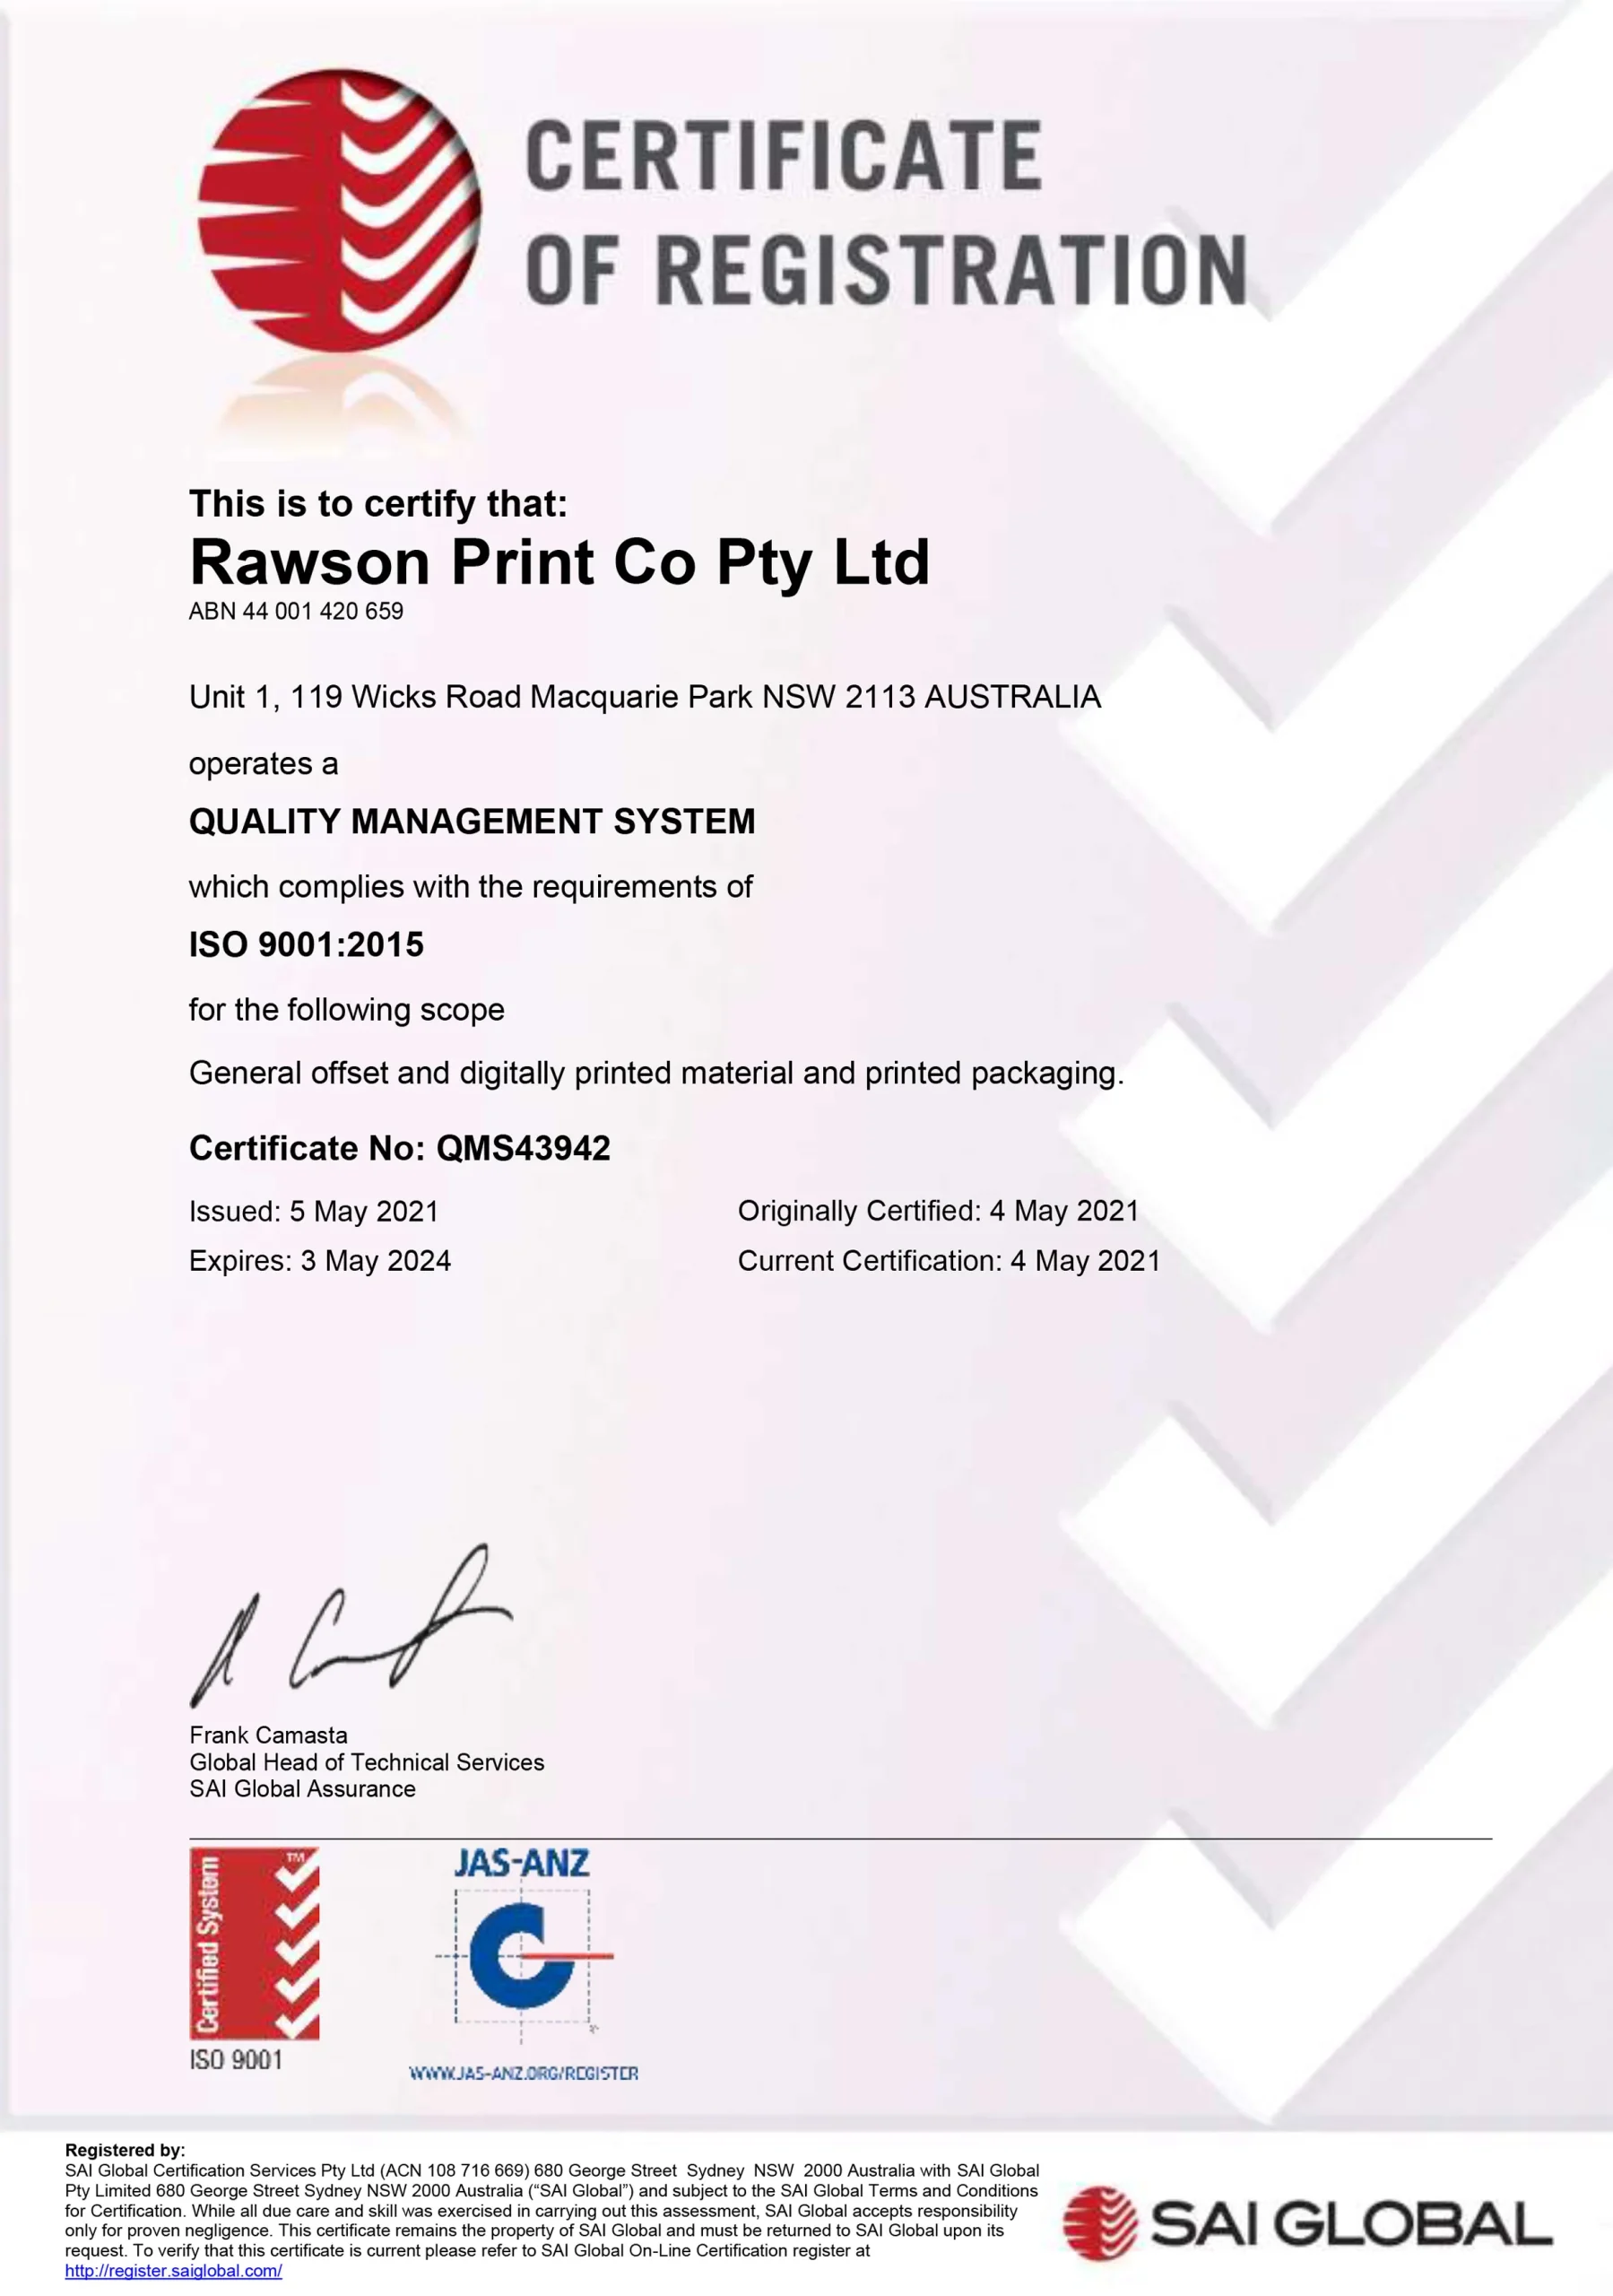 CERTIFICATE
OF REGISTRATION
This is to certify that:
Rawson Print Co Pty Ltd
ABN 44 001 420 659
Unit 1, 119 Wicks Road Macquarie Park NSW 2113 AUSTRALIA
operates a
QUALITY MANAGEMENT SYSTEM
which complies with the requirements of
ISO 9001:2015
for the following scope
General offset and digitally printed material and printed packaging.
Certificate No: QMS43942
Issued: 5 May 2021
Originally Certified: 4 May 2021
Expires: 3 May 2024
Current Certification: 4 May 2021
Frank Camasta
Global Head of Technical Services
SAI Global Assurance
Certified System
TM
ISO 9001
JAS-ANZ
WWW.JAS-ANZ.ORG/REGISTER
Registered by:
SAI Global Certification Services Pty Ltd (ACN 108 716 669) 680 George Street Sydney NSW 2000 Australia with SAI Global
Pty Limited 680 George Street Sydney NSW 2000 Australia (“SAI Global”) and subject to the SAI Global Terms and Conditions
for Certification. While all due care and skill was exercised in carrying out this assessment, SAI Global accepts responsibility
only for proven negligence. This certificate remains the property of SAI Global and must be returned to SAI Global upon its
request. To verify that this certificate is current please refer to SAI Global On-Line Certification register at
http://register.saiglobal.com/
SAI GLOBAL